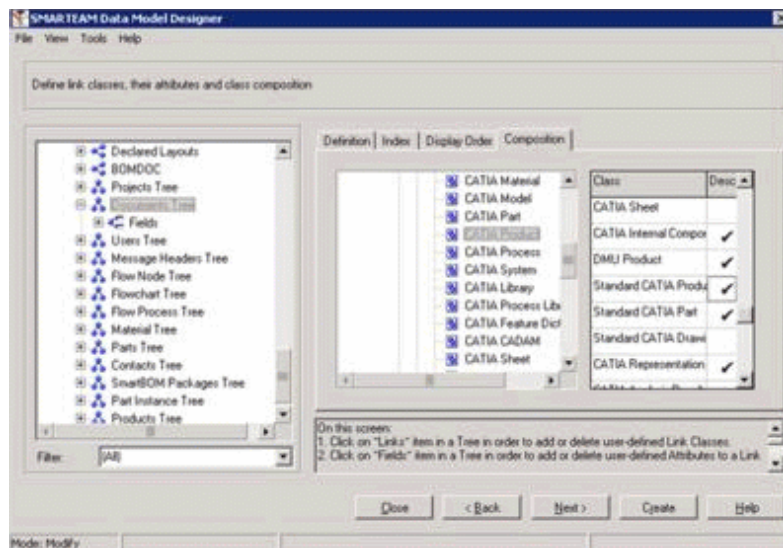 SMARTEAM Data Model Designer
File View Tools Help
Define link classes, their attributes and class composition
Declared Layouts
BOMDOC
Projects Tree
Documents Tree
Fields
Users Tree
Message Headers Tree
Flow Node Tree
Flowchart Tree
Flow Process Tree
Material Tree
Parts Tree
Contacts Tree
SmartBOM Packages Tree
Part Instance Tree
Products Tree
Filter: (All)
Definition Index Display Order Composition
CATIA Material
CATIA Model
CATIA Part
CATIA Product
CATIA Process
CATIA System
CATIA Library
CATIA Process Libr
CATIA Feature Dict
CATIA CADAM
CATIA Sheet
Class Desc
CATIA Sheet
CATIA Internal Compor
DMU Product
Standard CATIA Produ
Standard CATIA Part
Standard CATIA Drawi
CATIA Representation
On this screen:
1. Click on "Links" item in a Tree in order to add or delete user-defined Link Classes.
2. Click on "Fields" item in a Tree in order to add or delete user-defined Attributes to a Link
Close < Back Next > Create Help
Mode: Modify